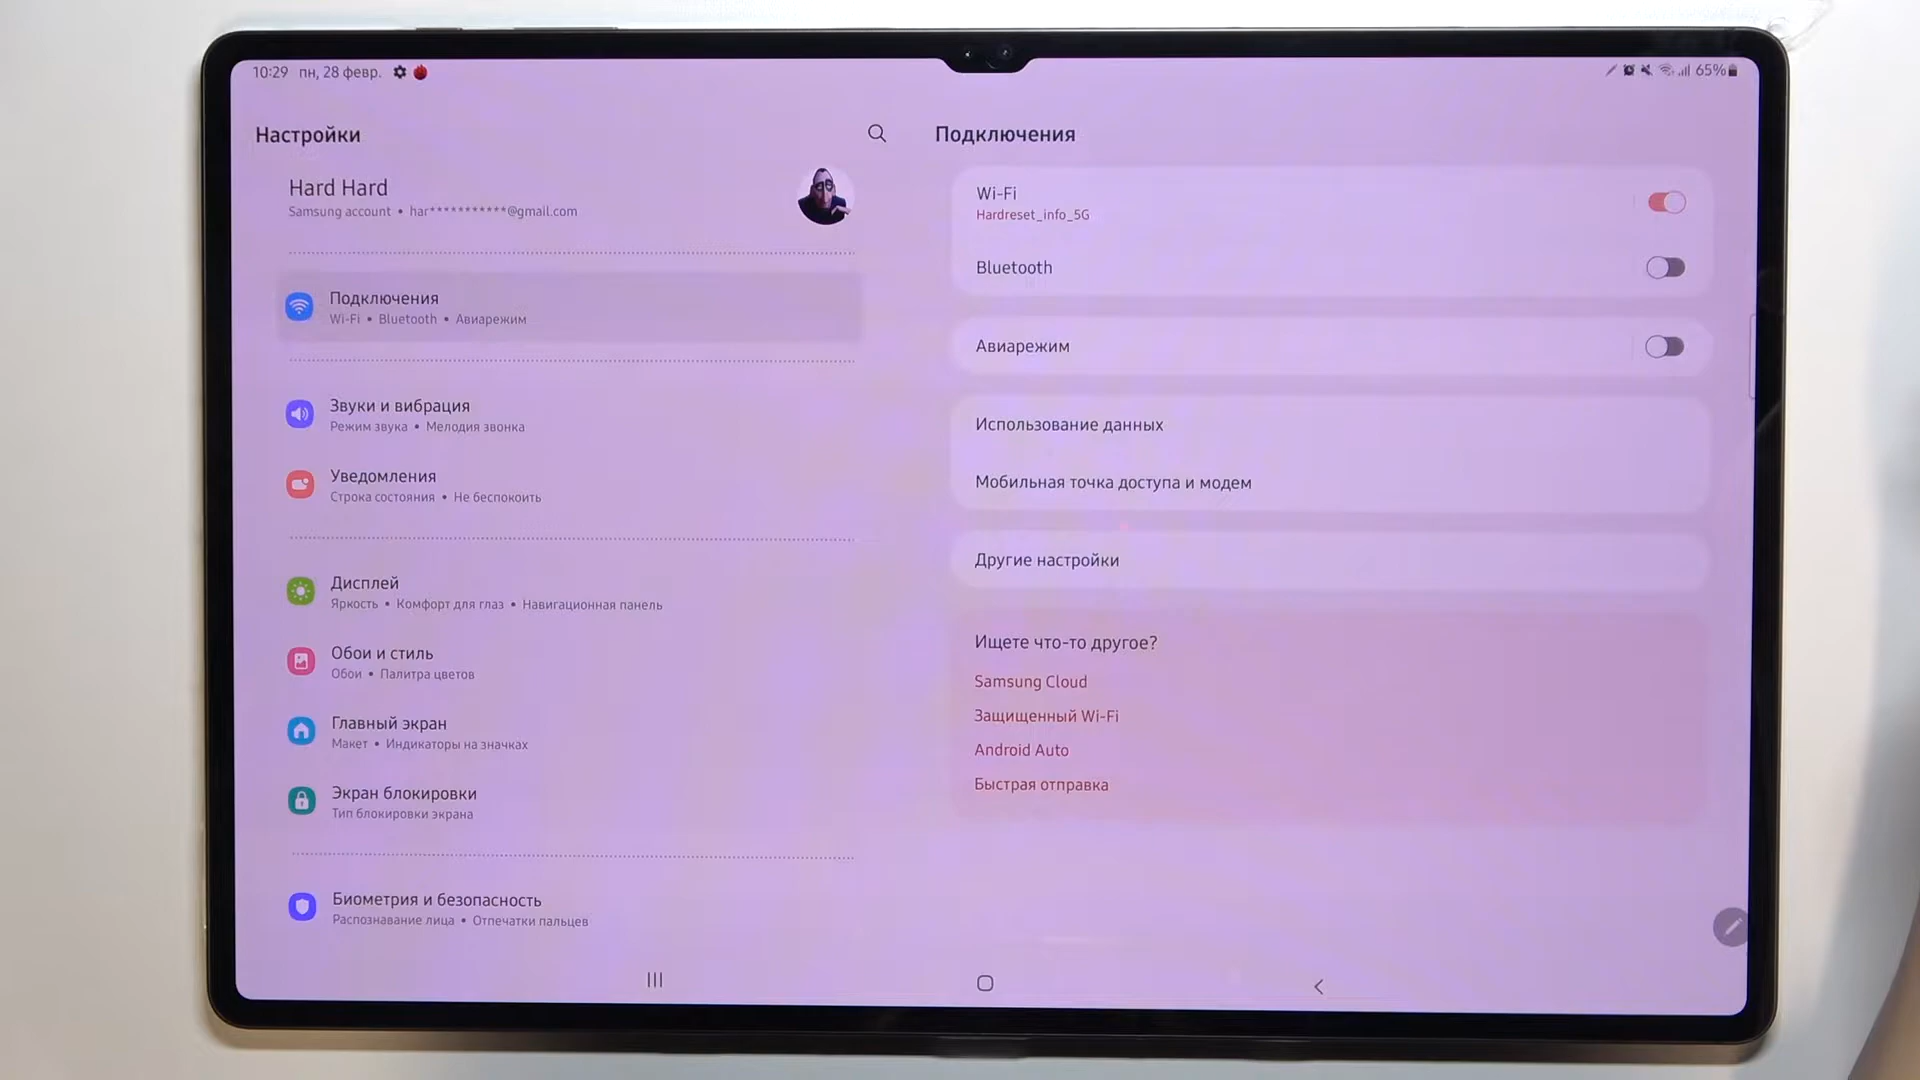 10:29 пн, 28 февр.
65%
Настройки
Hard Hard
Samsung account • har***********@gmail.com
Подключения
Wi-Fi • Bluetooth • Авиарежим
Звуки и вибрация
Режим звука • Мелодия звонка
Уведомления
Строка состояния • Не беспокоить
Дисплей
Яркость • Комфорт для глаз • Навигационная панель
Обои и стиль
Обои • Палитра цветов
Главный экран
Макет • Индикаторы на значках
Экран блокировки
Тип блокировки экрана
Биометрия и безопасность
Распознавание лица • Отпечатки пальцев
Подключения
Wi-Fi
Hardreset_info_5G
Bluetooth
Авиарежим
Использование данных
Мобильная точка доступа и модем
Другие настройки
Ищете что-то другое?
Samsung Cloud
Защищенный Wi-Fi
Android Auto
Быстрая отправка